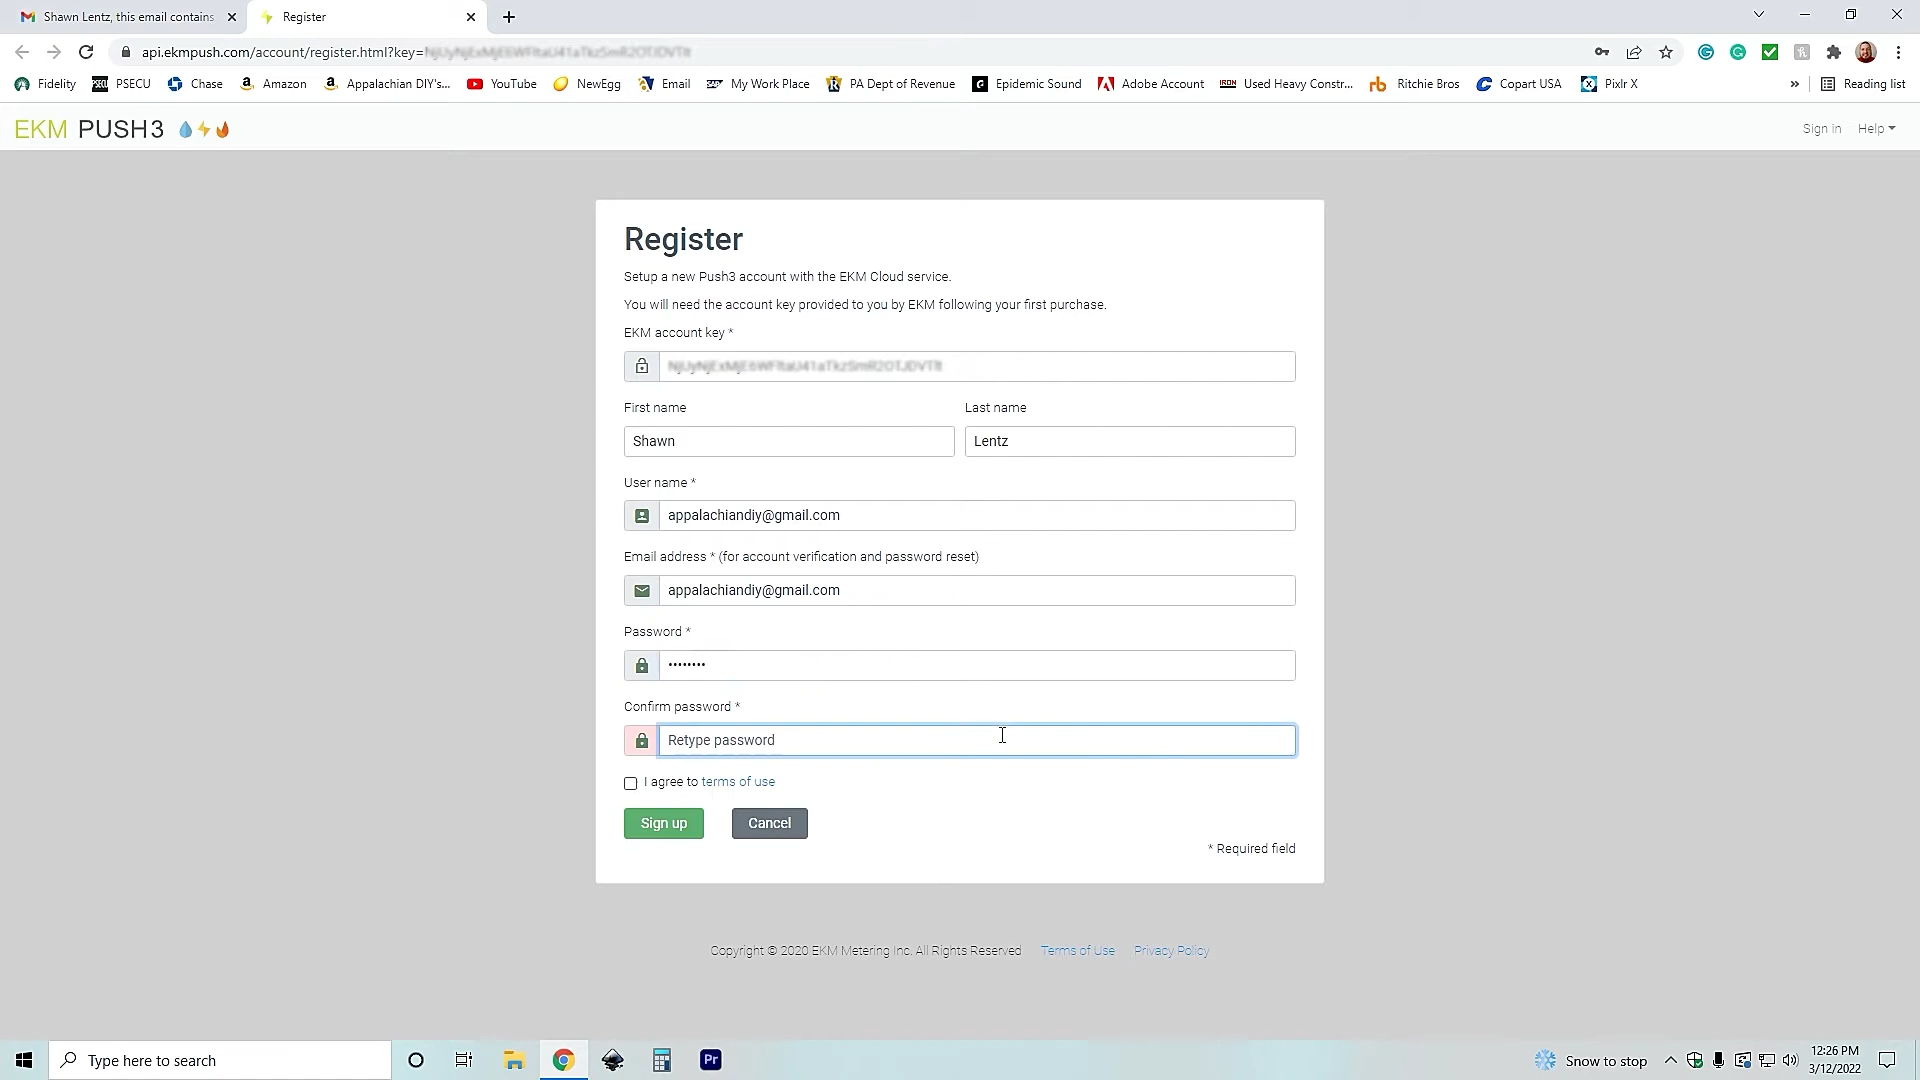 Shawn Lentz, this email contains
Register
api.ekmpush.com/account/register.html?key=
Fidelity PSECU Chase Amazon Appalachian DIY's... YouTube NewEgg Email My Work Place PA Dept of Revenue Epidemic Sound Adobe Account Used Heavy Constr... Ritchie Bros Copart USA Pixlr X » Reading list
EKM PUSH3
Sign in Help
Register
Setup a new Push3 account with the EKM Cloud service.
You will need the account key provided to you by EKM following your first purchase.
EKM account key *
First name Last name
Shawn Lentz
User name *
appalachiandiy@gmail.com
Email address * (for account verification and password reset)
appalachiandiy@gmail.com
Password *
••••••••
Confirm password *
Retype password
I agree to terms of use
Sign up Cancel
* Required field
Copyright © 2020 EKM Metering Inc. All Rights Reserved Terms of Use Privacy Policy
Type here to search
Pr
Snow to stop
12:26 PM
3/12/2022